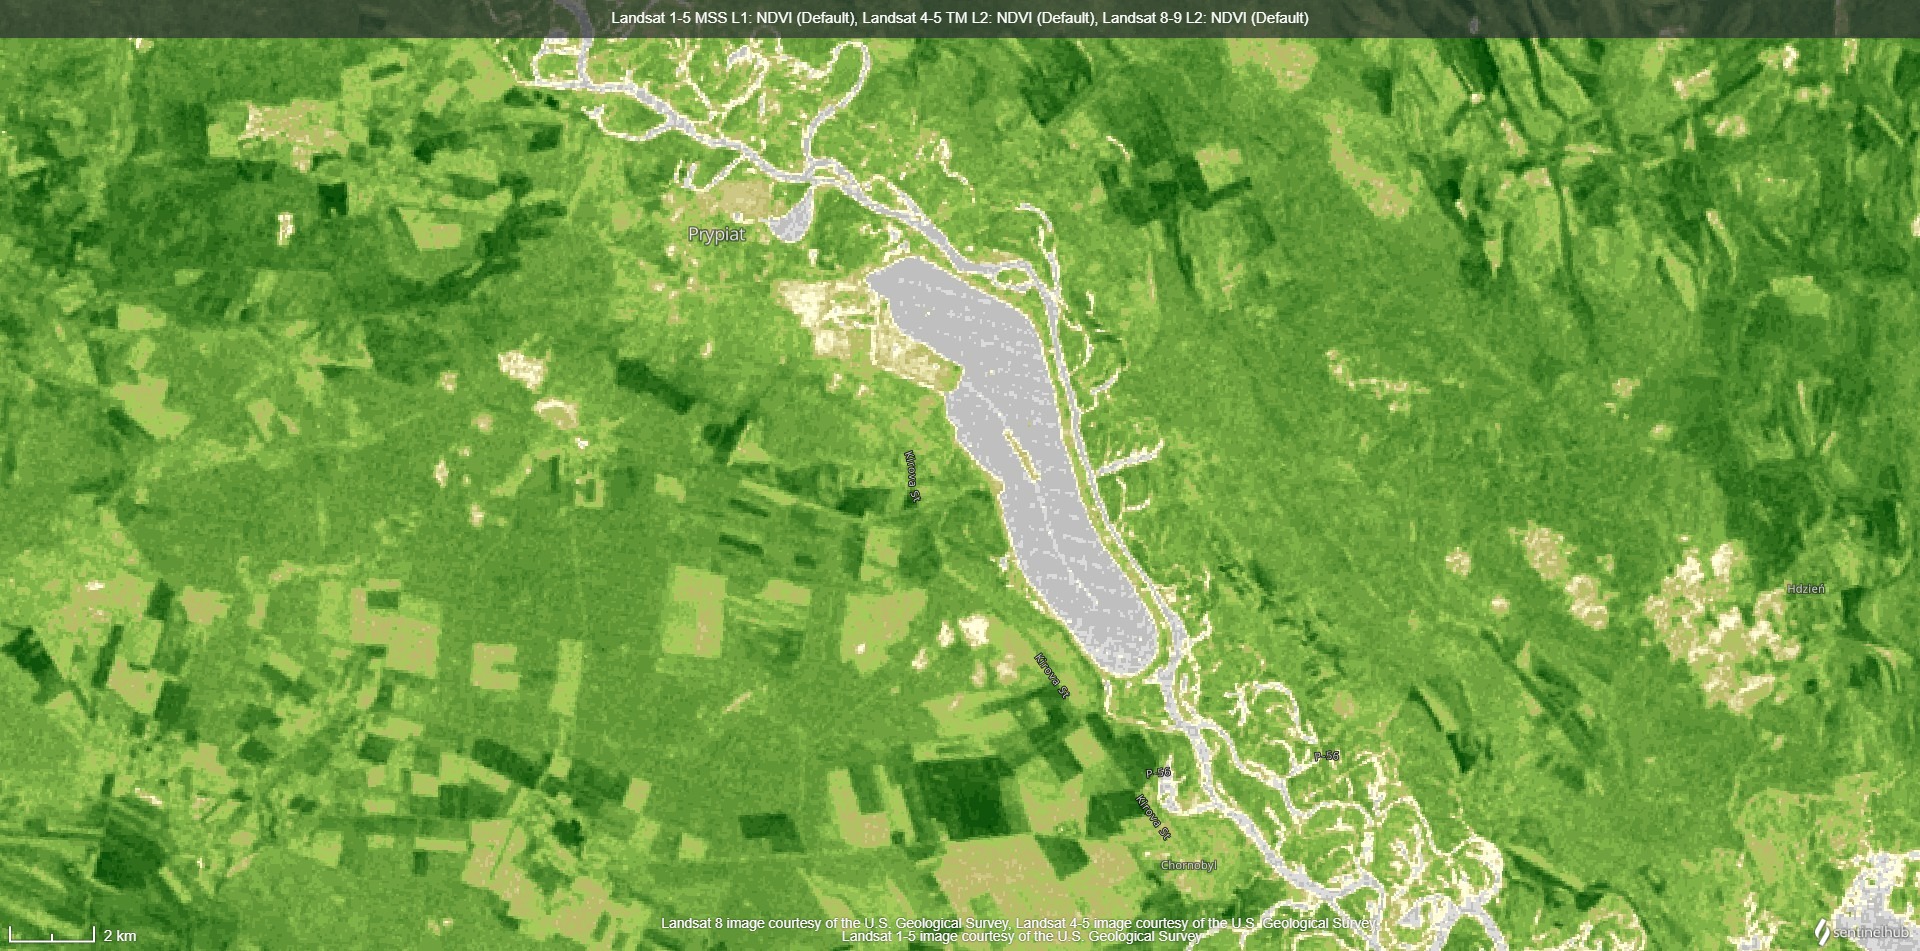 Landsat 1-5 MSS L1: NDVI (Default), Landsat 4-5 TM L2: NDVI (Default), Landsat 8-9 L2: NDVI (Default)
Prypiat
Kirova St
Hdzień
Kirova St
P-56
P-56
Kirova St
Chornobyl
Landsat 8 image courtesy of the U.S. Geological Survey, Landsat 4-5 image courtesy of the U.S. Geological Survey
Landsat 1-5 image courtesy of the U.S. Geological Survey
2 km
sentinelhub